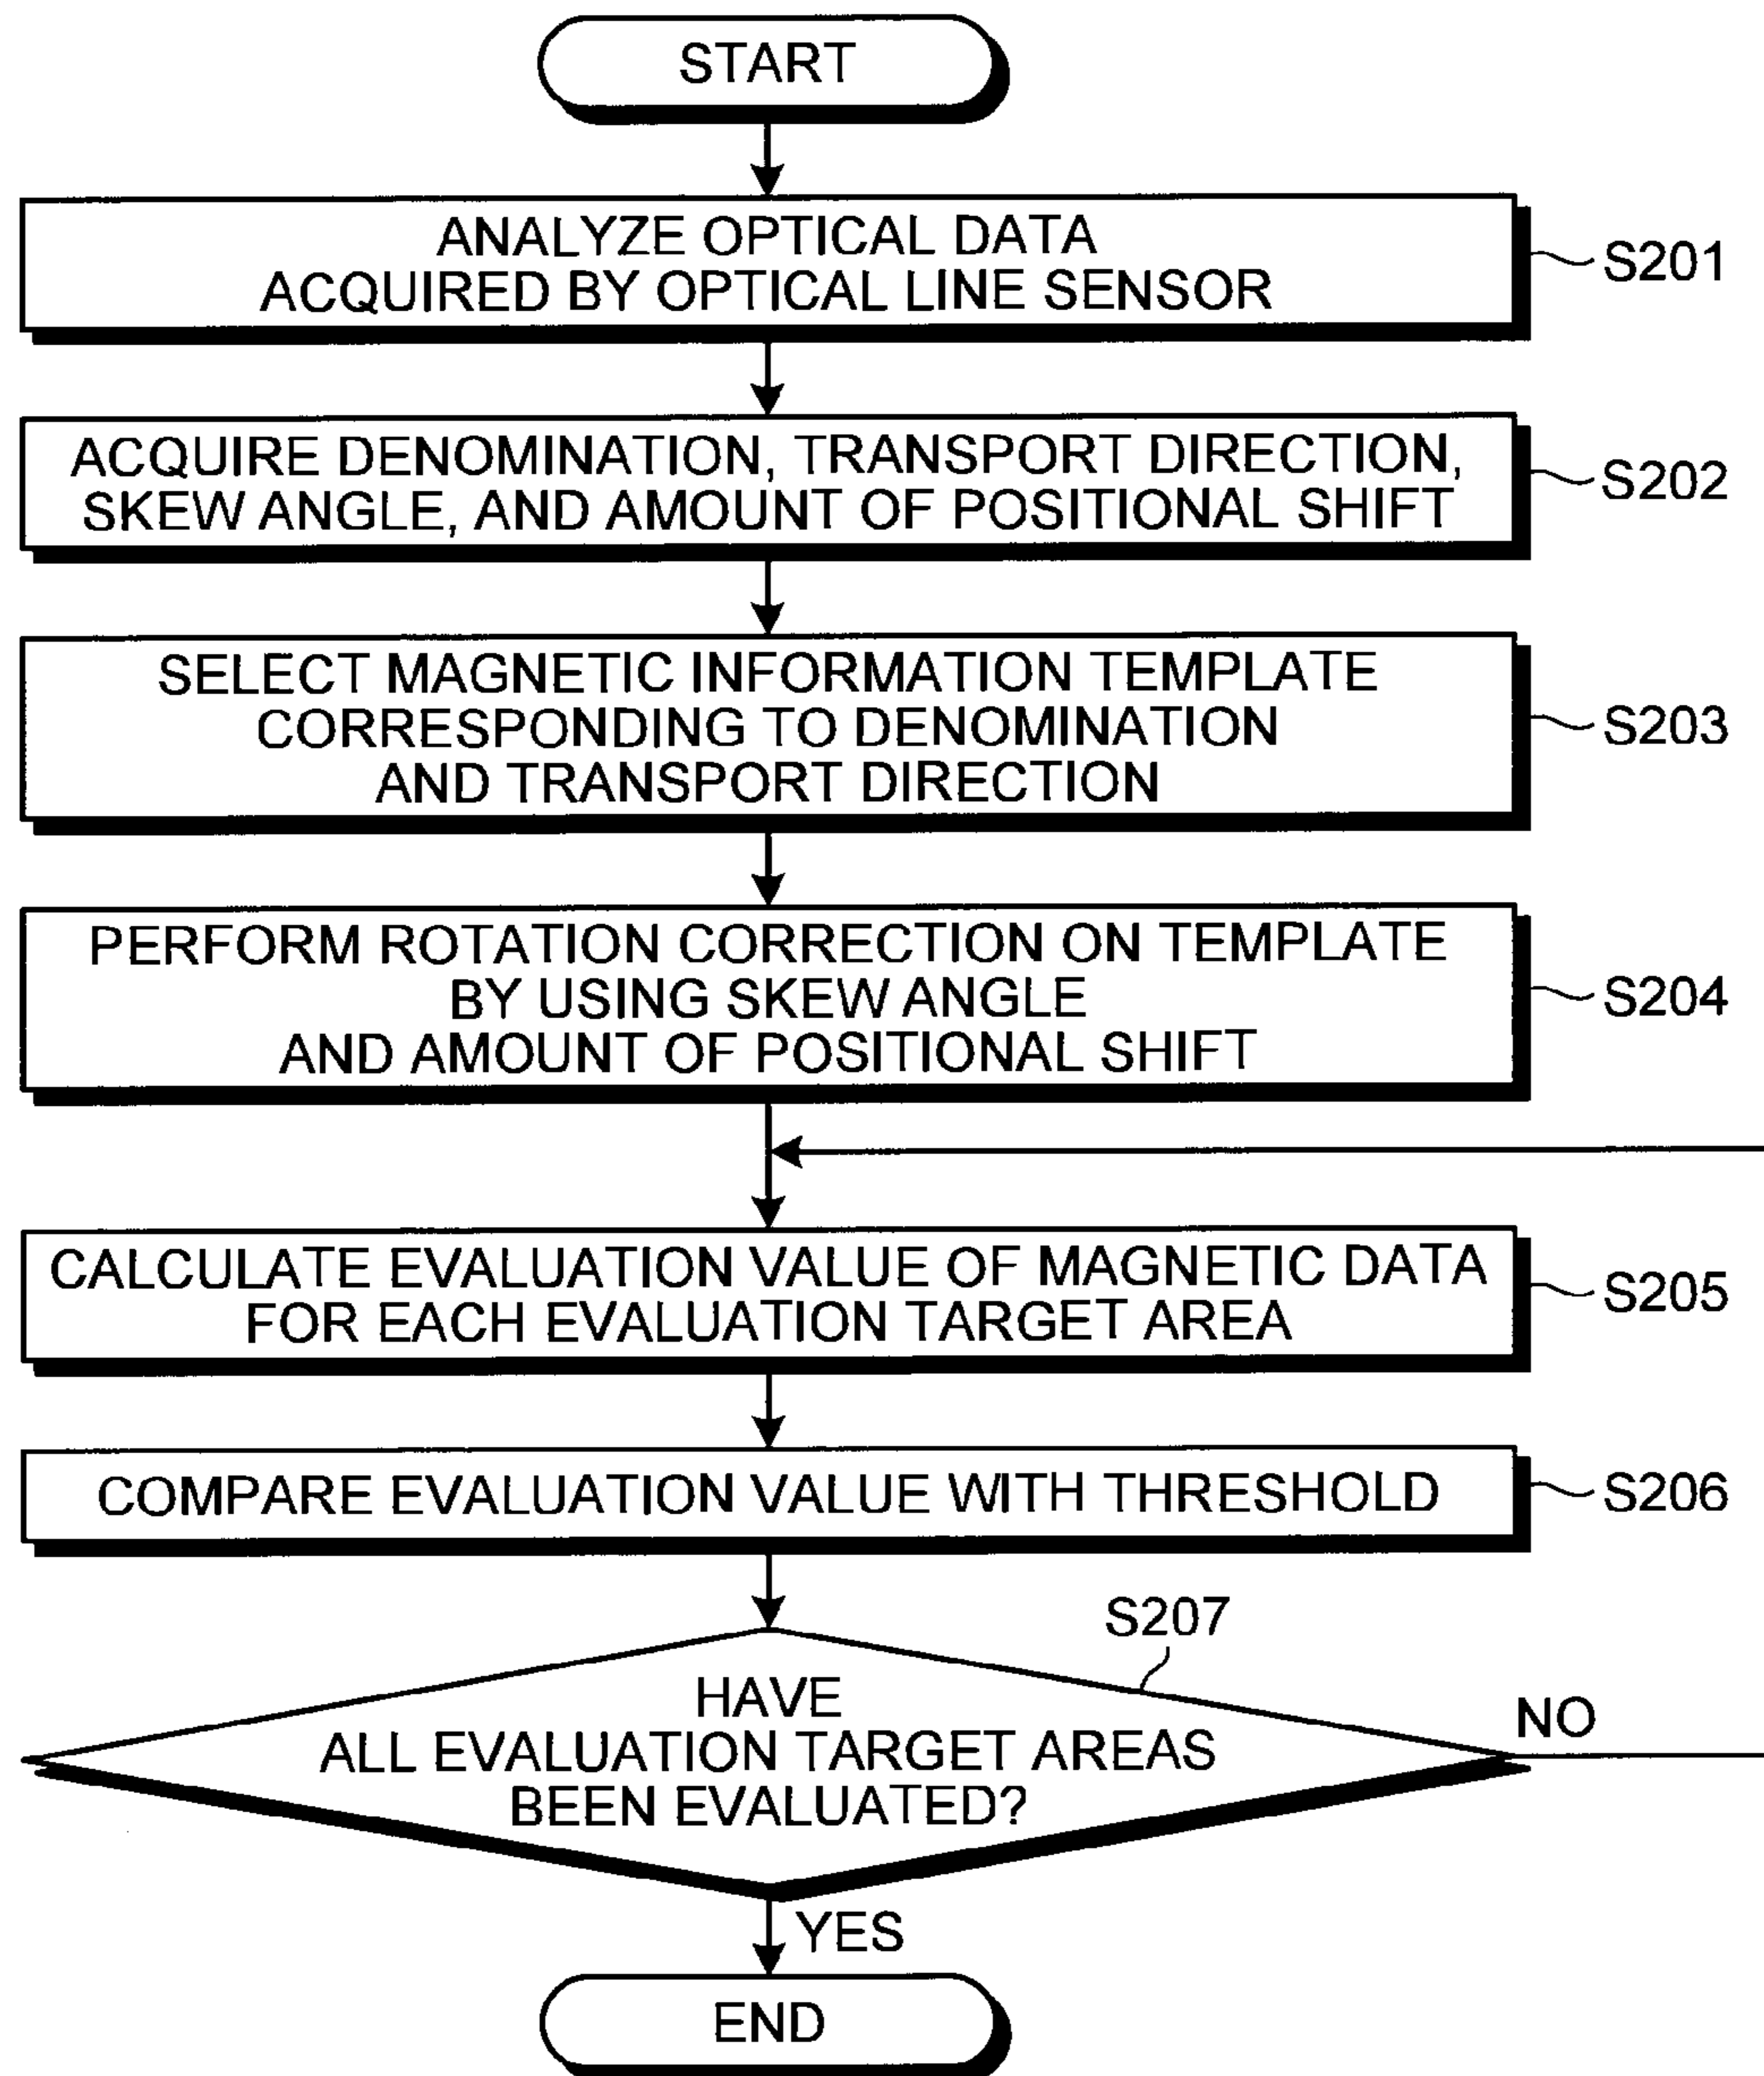 START
ANALYZE OPTICAL DATA
ACQUIRED BY OPTICAL LINE SENSOR
S201
ACQUIRE DENOMINATION, TRANSPORT DIRECTION,
SKEW ANGLE, AND AMOUNT OF POSITIONAL SHIFT
S202
SELECT MAGNETIC INFORMATION TEMPLATE
CORRESPONDING TO DENOMINATION
AND TRANSPORT DIRECTION
S203
PERFORM ROTATION CORRECTION ON TEMPLATE
BY USING SKEW ANGLE
AND AMOUNT OF POSITIONAL SHIFT
S204
CALCULATE EVALUATION VALUE OF MAGNETIC DATA
FOR EACH EVALUATION TARGET AREA
S205
COMPARE EVALUATION VALUE WITH THRESHOLD
S206
S207
HAVE
ALL EVALUATION TARGET AREAS
BEEN EVALUATED?
NO
YES
END